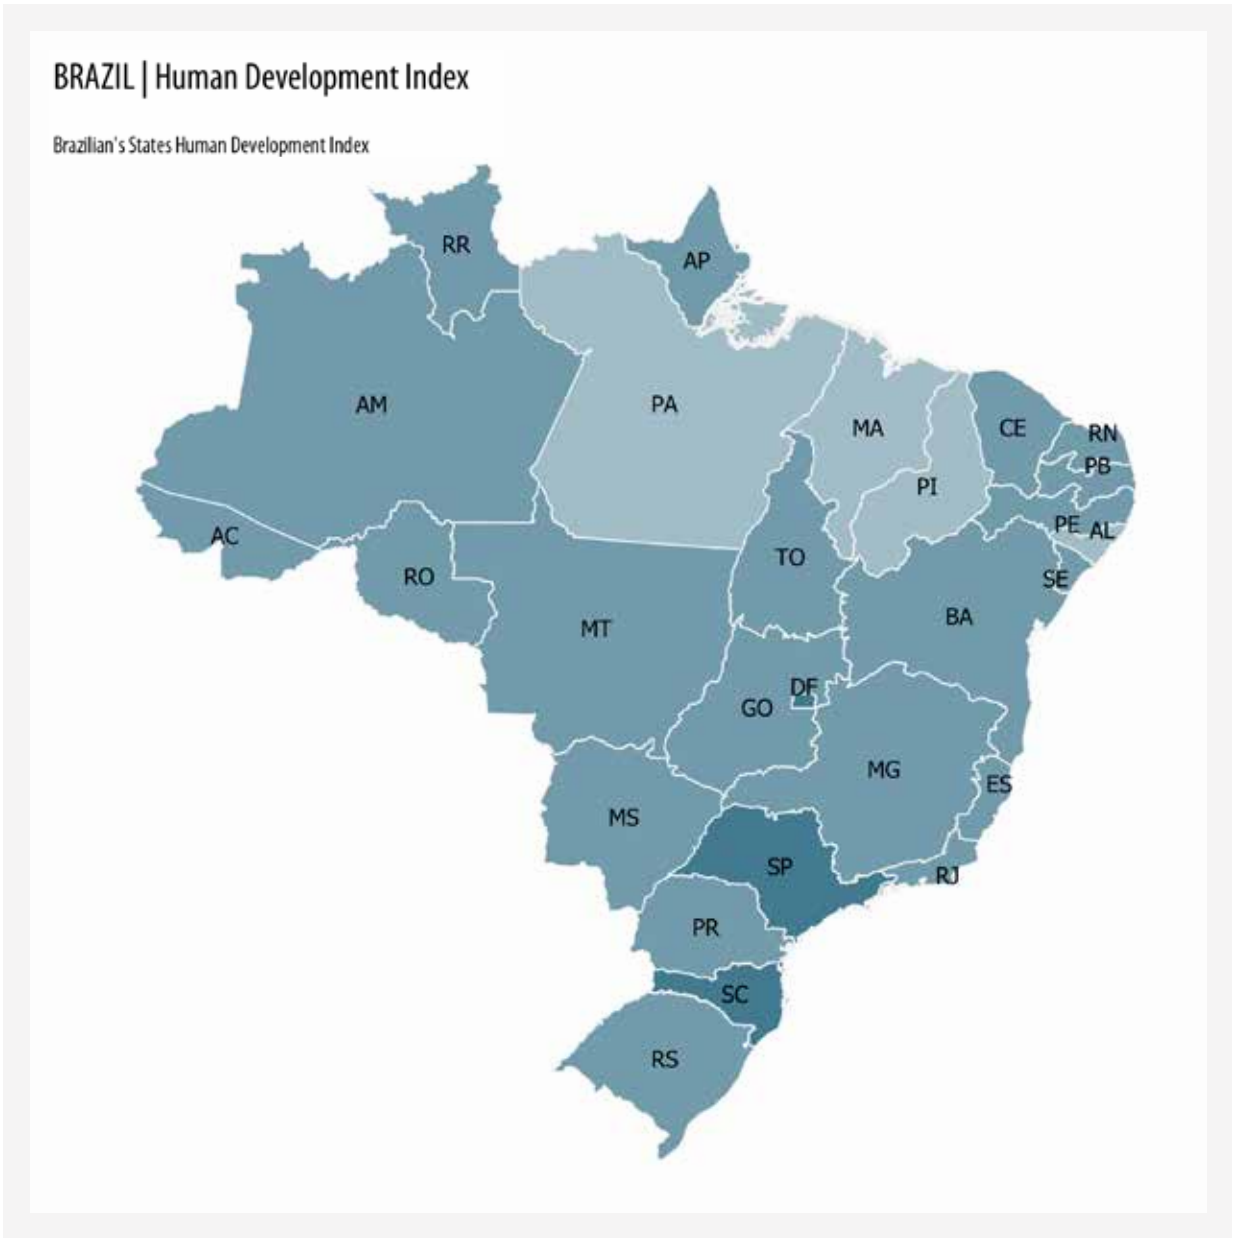 BRAZIL | Human Development Index
Brazilian's States Human Development Index
RR
AP
AM
PA
MA
CE
RN
PB
PI
PE
AL
AC
TO
RO
SE
BA
MT
DF
GO
MG
ES
MS
SP
RJ
PR
SC
RS